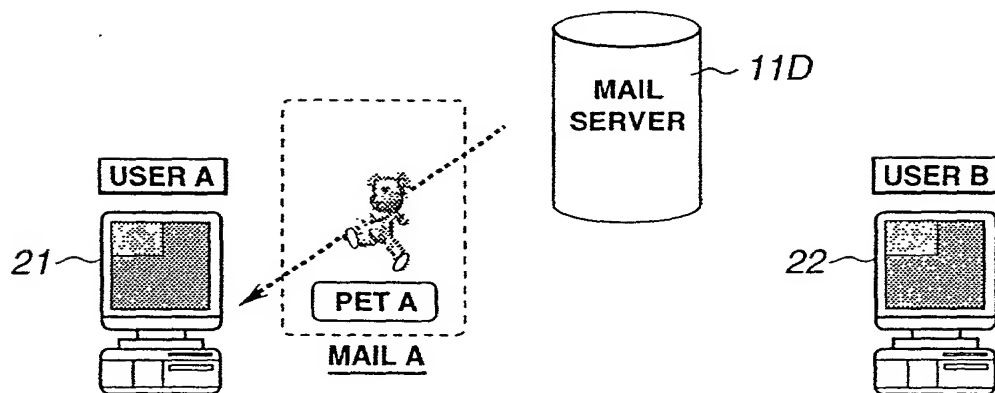 11D
MAIL
SERVER
USER A
USER B
21
22
PET A
MAIL A